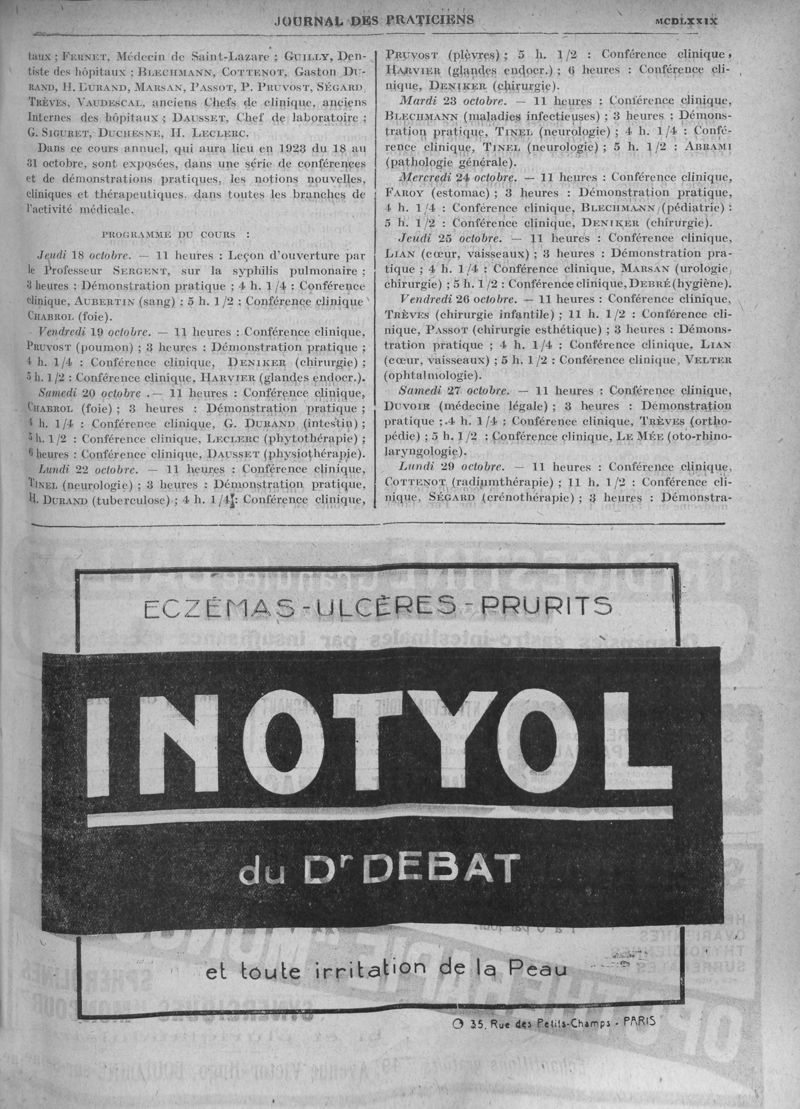 JOURNAL DES PRATICIENS
MCDLXXIX
taux ; FERNET, Médecin de Saint-Lazare ; GUILLY, Den-
tiste des hôpitaux ; BLECHMANN, COTTENOT, Gaston DU-
RAND, H. DURAND, MARSAN, PASSOT, P. PRUVOST, SÉGARD,
TRÈVES, VAUDESCAL, anciens Chefs de clinique, anciens
Internes des hôpitaux ; DAUSSET, Chef de laboratoire ;
G. SIGURET, DUCHESNE, H. LECLERC.
Dans ce cours annuel, qui aura lieu en 1923 du 18 au
31 octobre, sont exposées, dans une série de conférences
et de démonstrations pratiques, les notions nouvelles,
cliniques et thérapeutiques, dans toutes les branches de
l'activité médicale.
PROGRAMME DU COURS :
Jeudi 18 octobre. — 11 heures : Leçon d'ouverture par
le Professeur SERGENT, sur la syphilis pulmonaire ;
3 heures : Démonstration pratique ; 4 h. 1/4 : Conférence
clinique, AUBERTIN (sang) ; 5 h. 1/2 : Conférence clinique
CHABROL (foie).
Vendredi 19 octobre. — 11 heures : Conférence clinique,
PRUVOST (poumon) ; 3 heures : Démonstration pratique ;
4 h. 1/4 : Conférence clinique, DENIKER (chirurgie) ;
5 h. 1/2 : Conférence clinique, HARVIER (glandes endocr.).
Samedi 20 octobre .— 11 heures : Conférence clinique,
CHABROL (foie) ; 3 heures : Démonstration pratique ;
4 h. 1/4 : Conférence clinique, G. DURAND (intestin) ;
5 h. 1/2 : Conférence clinique, LECLERC (phytothérapie) ;
6 heures : Conférence clinique, DAUSSET (physiothérapie).
Lundi 22 octobre. — 11 heures : Conférence clinique,
TINEL (neurologie) ; 3 heures : Démonstration pratique,
H. DURAND (tuberculose) ; 4 h. 1/4 : Conférence clinique,
PRUVOST (plèvres) ; 5 h. 1/2 : Conférence clinique,
HARVIER (glandes endocr.) ; 6 heures : Conférence cli-
nique, DENIKER (chirurgie).
Mardi 23 octobre. — 11 heures : Conférence clinique,
BLECHMANN (maladies infectieuses) ; 3 heures : Démons-
tration pratique, TINEL (neurologie) ; 4 h. 1/4 : Confé-
rence clinique, TINEL (neurologie) ; 5 h. 1/2 : ABRAMI
(pathologie générale).
Mercredi 24 octobre. — 11 heures : Conférence clinique,
FAROY (estomac) ; 3 heures : Démonstration pratique,
4 h. 1/4 : Conférence clinique, BLECHMANN (pédiatrie) :
5 h. 1/2 : Conférence clinique, DENIKER (chirurgie).
Jeudi 25 octobre. — 11 heures : Conférence clinique,
LIAN (cœur, vaisseaux) ; 3 heures : Démonstration pra-
tique ; 4 h. 1/4 : Conférence clinique, MARSAN (urologie,
chirurgie) ; 5 h. 1/2 : Conférence clinique, DEBRÉ (hygiène).
Vendredi 26 octobre. — 11 heures : Conférence clinique,
TRÈVES (chirurgie infantile) ; 11 h. 1/2 : Conférence cli-
nique, PASSOT (chirurgie esthétique) ; 3 heures : Démons-
tration pratique ; 4 h. 1/4 : Conférence clinique, LIAN
(cœur, vaisseaux) ; 5 h. 1/2 : Conférence clinique, VELTER
(ophtalmologie).
Samedi 27 octobre. — 11 heures : Conférence clinique,
DUVOIR (médecine légale) ; 3 heures : Démonstration
pratique ; 4 h. 1/4 : Conférence clinique, TRÈVES (ortho-
pédie) ; 5 h. 1/2 : Conférence clinique, LE MÉE (oto-rhino-
laryngologie).
Lundi 29 octobre. — 11 heures : Conférence clinique,
COTTENOT (radiumthérapie) ; 11 h. 1/2 : Conférence cli-
nique, SÉGARD (crénothérapie) ; 3 heures : Démonstra-
ECZÉMAS - ULCÈRES - PRURITS
INOTYOL
du Dr DEBAT
et toute irritation de la Peau
35, Rue des Petits-Champs - PARIS